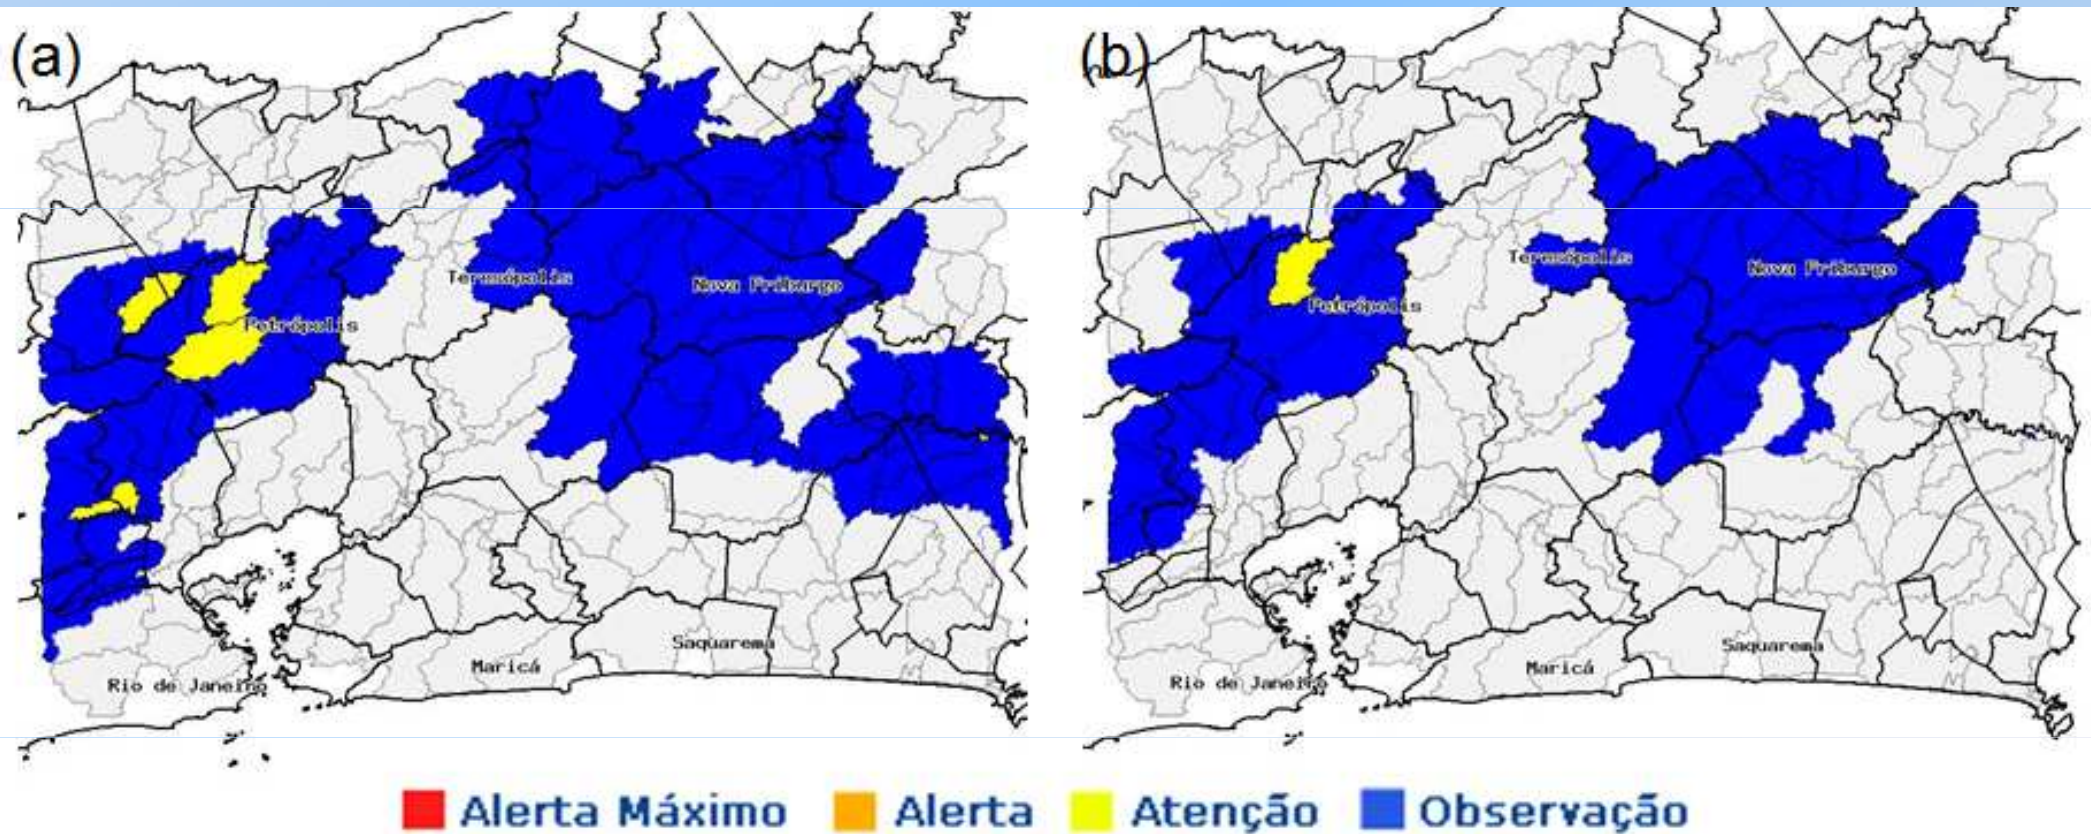 (a)
(b)
Teresópolis
Nova Friburgo
Petrópolis
Saquarema
Maricá
Rio de Janeiro
Teresópolis
Nova Friburgo
Petrópolis
Saquarema
Maricá
Rio de Janeiro
Alerta Máximo
Alerta
Atenção
Observação